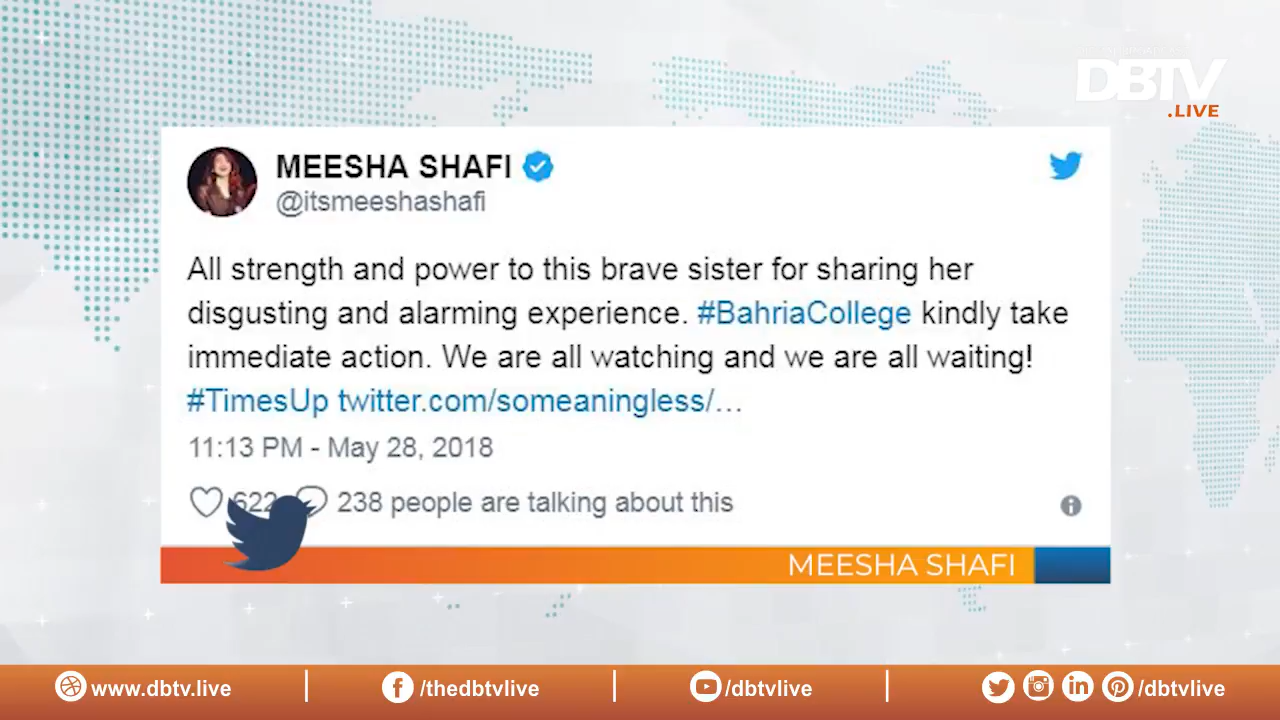 DBTV
.LIVE
MEESHA SHAFI
@itsmeeshashafi
All strength and power to this brave sister for sharing her
disgusting and alarming experience. #BahriaCollege kindly take
immediate action. We are all watching and we are all waiting!
#TimesUp twitter.com/someaningless/…
11:13 PM - May 28, 2018
622 238 people are talking about this
MEESHA SHAFI
www.dbtv.live /thedbtvlive /dbtvlive /dbtvlive